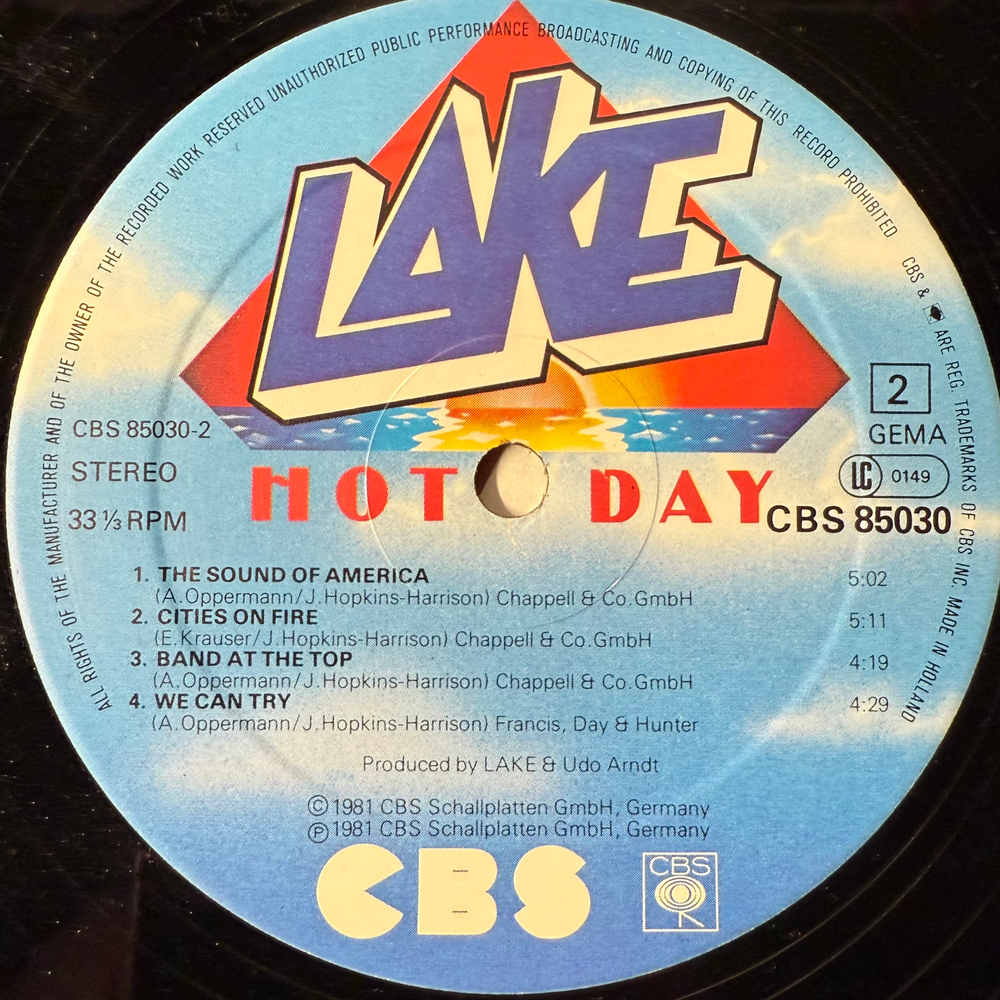 ALL RIGHTS OF THE MANUFACTURER AND OF THE OWNER OF THE RECORDED WORK RESERVED UNAUTHORIZED PUBLIC PERFORMANCE BROADCASTING AND COPYING OF THIS RECORD PROHIBITED CBS & ARE REG. TRADEMARKS OF CBS INC. MADE IN HOLLAND
LAKE
HOT DAY
CBS 85030-2
STEREO
33 ⅓ RPM
2
GEMA
LC 0149
CBS 85030
1. THE SOUND OF AMERICA 5:02
(A.Oppermann/J.Hopkins-Harrison) Chappell & Co.GmbH
2. CITIES ON FIRE 5:11
(E.Krauser/J.Hopkins-Harrison) Chappell & Co.GmbH
3. BAND AT THE TOP 4:19
(A.Oppermann/J.Hopkins-Harrison) Chappell & Co.GmbH
4. WE CAN TRY 4:29
(A.Oppermann/J.Hopkins-Harrison) Francis, Day & Hunter
Produced by LAKE & Udo Arndt
©1981 CBS Schallplatten GmbH, Germany
℗1981 CBS Schallplatten GmbH, Germany
CBS
CBS